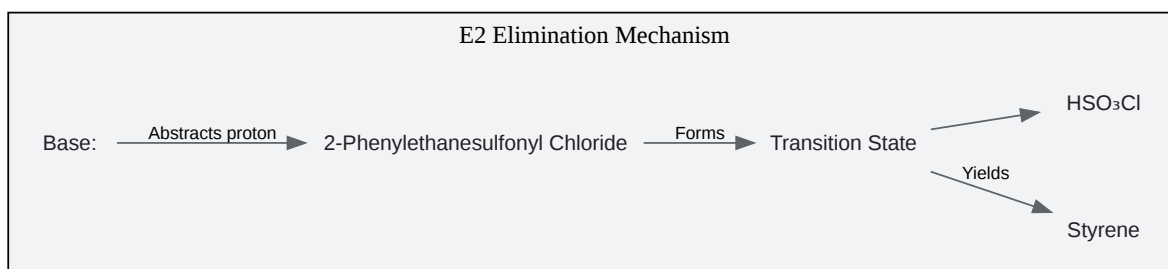 E2 Elimination Mechanism
Base:
Abstracts proton
2-Phenylethanesulfonyl Chloride
Forms
Transition State
HSO₃Cl
Yields
Styrene